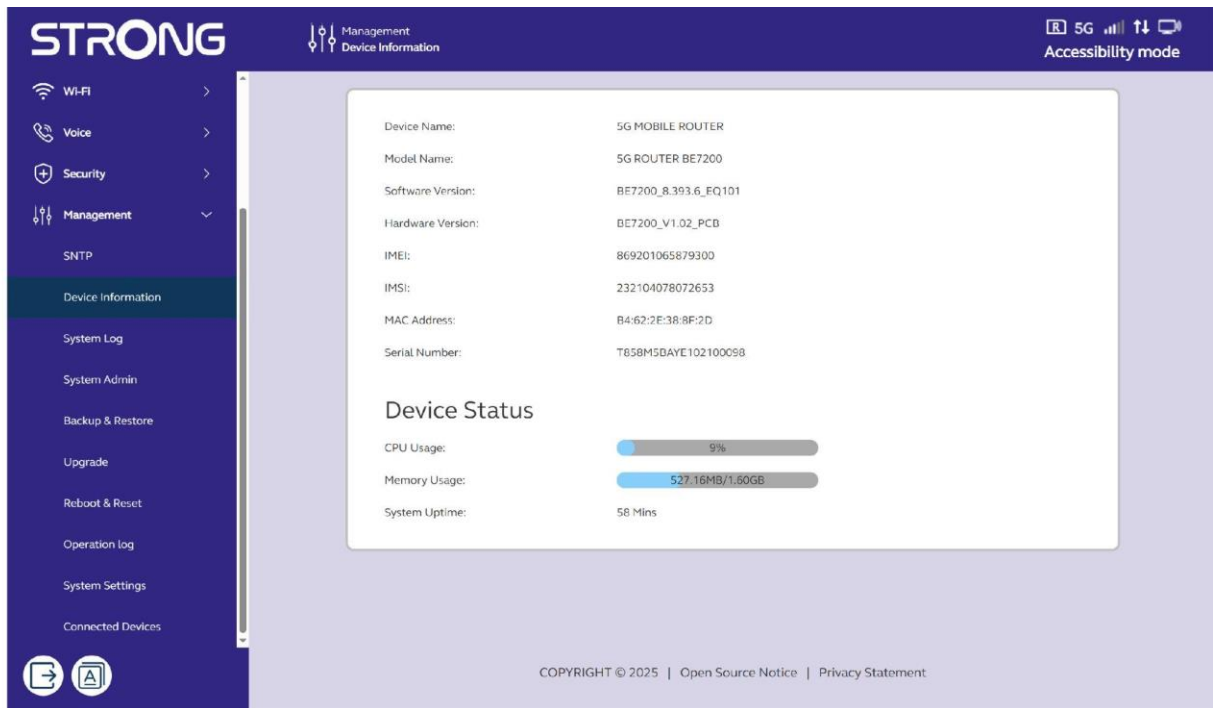 STRONG
Management
Device Information
R 5G
Accessibility mode
Wi-Fi
Voice
Security
Management
SNTP
Device Information
System Log
System Admin
Backup & Restore
Upgrade
Reboot & Reset
Operation log
System Settings
Connected Devices
A
Device Name: 5G MOBILE ROUTER
Model Name: 5G ROUTER BE7200
Software Version: BE7200_8.393.6_EQ101
Hardware Version: BE7200_V1.02_PCB
IMEI: 869201065879300
IMSI: 232104078072653
MAC Address: B4:62:2E:38:8F:2D
Serial Number: T858M5BAYE102100098
Device Status
CPU Usage: 9%
Memory Usage: 527.16MB/1.60GB
System Uptime: 58 Mins
COPYRIGHT © 2025 | Open Source Notice | Privacy Statement